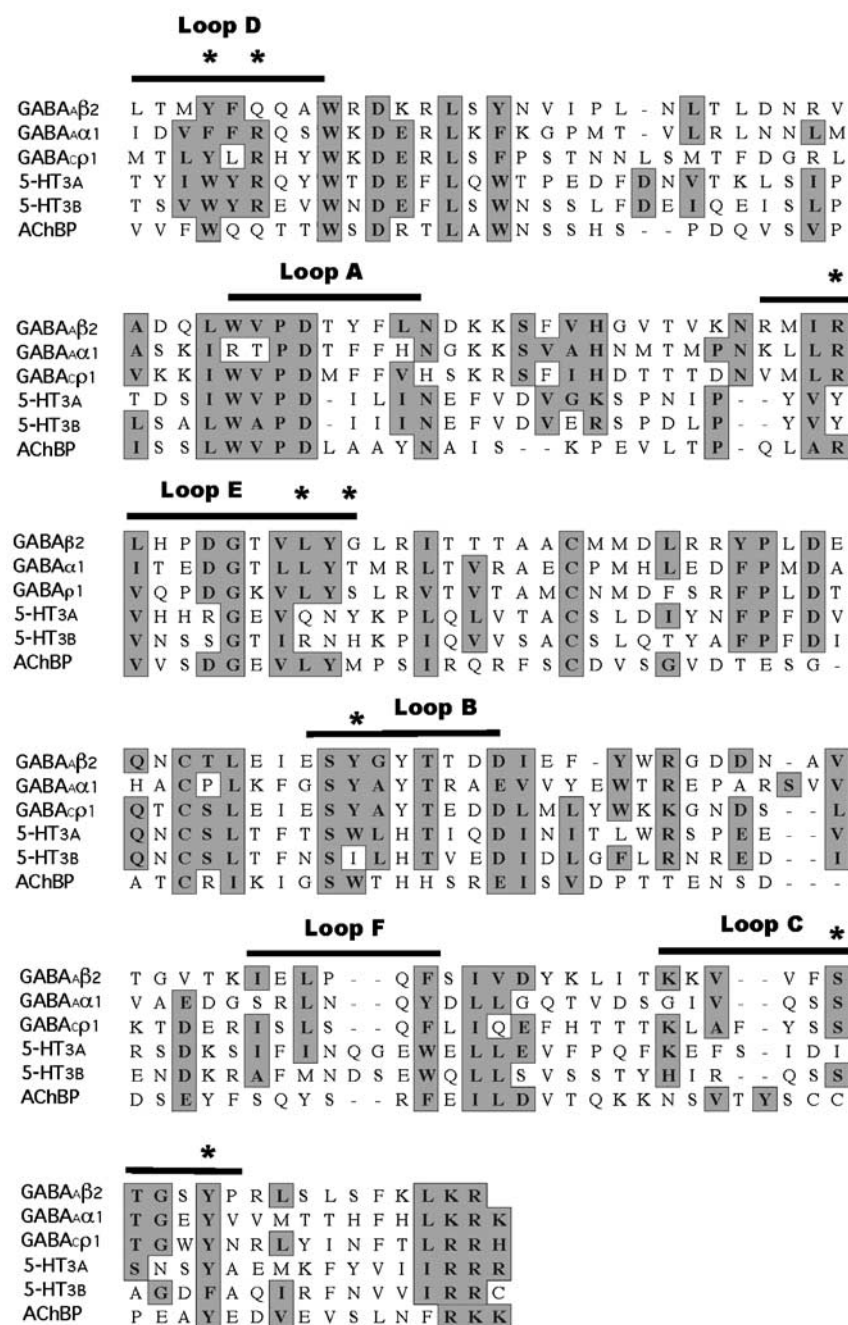 Loop D
* *
GABAAβ2 L T M Y F Q Q A W R D K R L S Y N V I P L - N L T L D N R V
GABAAα1 I D V F F R Q S W K D E R L K F K G P M T - V L R L N N L M
GABACρ1 M T L Y L R H Y W K D E R L S F P S T N N L S M T F D G R L
5-HT3A T Y I W Y R Q Y W T D E F L Q W T P E D F D N V T K L S I P
5-HT3B T S V W Y R E V W N D E F L S W N S S L F D E I Q E I S L P
AChBP V V F W Q Q T T W S D R T L A W N S S H S - - P D Q V S V P
Loop A *
GABAAβ2 A D Q L W V P D T Y F L N D K K S F V H G V T V K N R M I R
GABAAα1 A S K I R T P D T F F H N G K K S V A H N M T M P N K L L R
GABACρ1 V K K I W V P D M F F V H S K R S F I H D T T T D N V M L R
5-HT3A T D S I W V P D - I L I N E F V D V G K S P N I P - - Y V Y
5-HT3B L S A L W A P D - I I I N E F V D V E R S P D L P - - Y V Y
AChBP I S S L W V P D L A A Y N A I S - - K P E V L T P - Q L A R
Loop E * *
GABAβ2 L H P D G T V L Y G L R I T T T A A C M M D L R R Y P L D E
GABAα1 I T E D G T L L Y T M R L T V R A E C P M H L E D F P M D A
GABAρ1 V Q P D G K V L Y S L R V T V T A M C N M D F S R F P L D T
5-HT3A V H H R G E V Q N Y K P L Q L V T A C S L D I Y N F P F D V
5-HT3B V N S S G T I R N H K P I Q V V S A C S L Q T Y A F P F D I
AChBP V V S D G E V L Y M P S I R Q R F S C D V S G V D T E S G -
* Loop B
GABAAβ2 Q N C T L E I E S Y G Y T T D D I E F - Y W R G D D N - A V
GABAAα1 H A C P L K F G S Y A Y T R A E V V Y E W T R E P A R S V V
GABACρ1 Q T C S L E I E S Y A Y T E D D L M L Y W K K G N D S - - L
5-HT3A Q N C S L T F T S W L H T I Q D I N I T L W R S P E E - - V
5-HT3B Q N C S L T F N S I L H T V E D I D L G F L R N R E D - - I
AChBP A T C R I K I G S W T H H S R E I S V D P T T E N S D - - -
Loop F Loop C *
GABAAβ2 T G V T K I E L P - - Q F S I V D Y K L I T K K V - - V F S
GABAAα1 V A E D G S R L N - - Q Y D L L G Q T V D S G I V - - Q S S
GABACρ1 K T D E R I S L S - - Q F L I Q E F H T T T K L A F - Y S S
5-HT3A R S D K S I F I N Q G E W E L L E V F P Q F K E F S - I D I
5-HT3B E N D K R A F M N D S E W Q L L S V S S T Y H I R - Q S S
AChBP D S E Y F S Q Y S - - R F E I L D V T Q K K N S V T Y S C C
*
GABAAβ2 T G S Y P R L S L S F K L K R
GABAAα1 T G E Y V V M T T H F H L K R K
GABACρ1 T G W Y N R L Y I N F T L R R H
5-HT3A S N S Y A E M K F Y V I I R R R
5-HT3B A G D F A Q I R F N V V I R R C
AChBP P E A Y E D V E V S L N F R K K